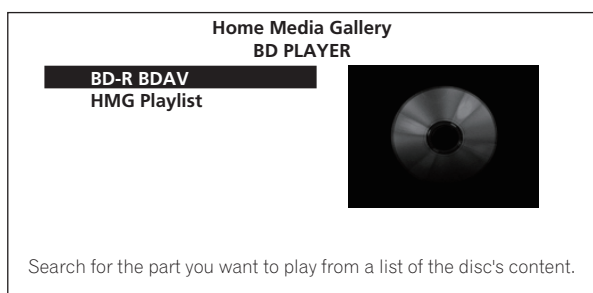 Home Media Gallery
BD PLAYER
BD-R BDAV
HMG Playlist
Search for the part you want to play from a list of the disc's content.